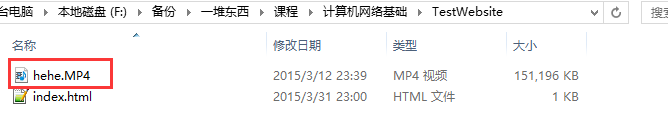 台电脑 › 本地磁盘 (F:) › 备份 › 一堆东西 › 课程 › 计算机网络基础 › TestWebsite 搜索
名称 修改日期 类型 大小
hehe.MP4 2015/3/12 23:39 MP4 视频 151,196 KB
index.html 2015/3/31 23:00 HTML 文件 1 KB